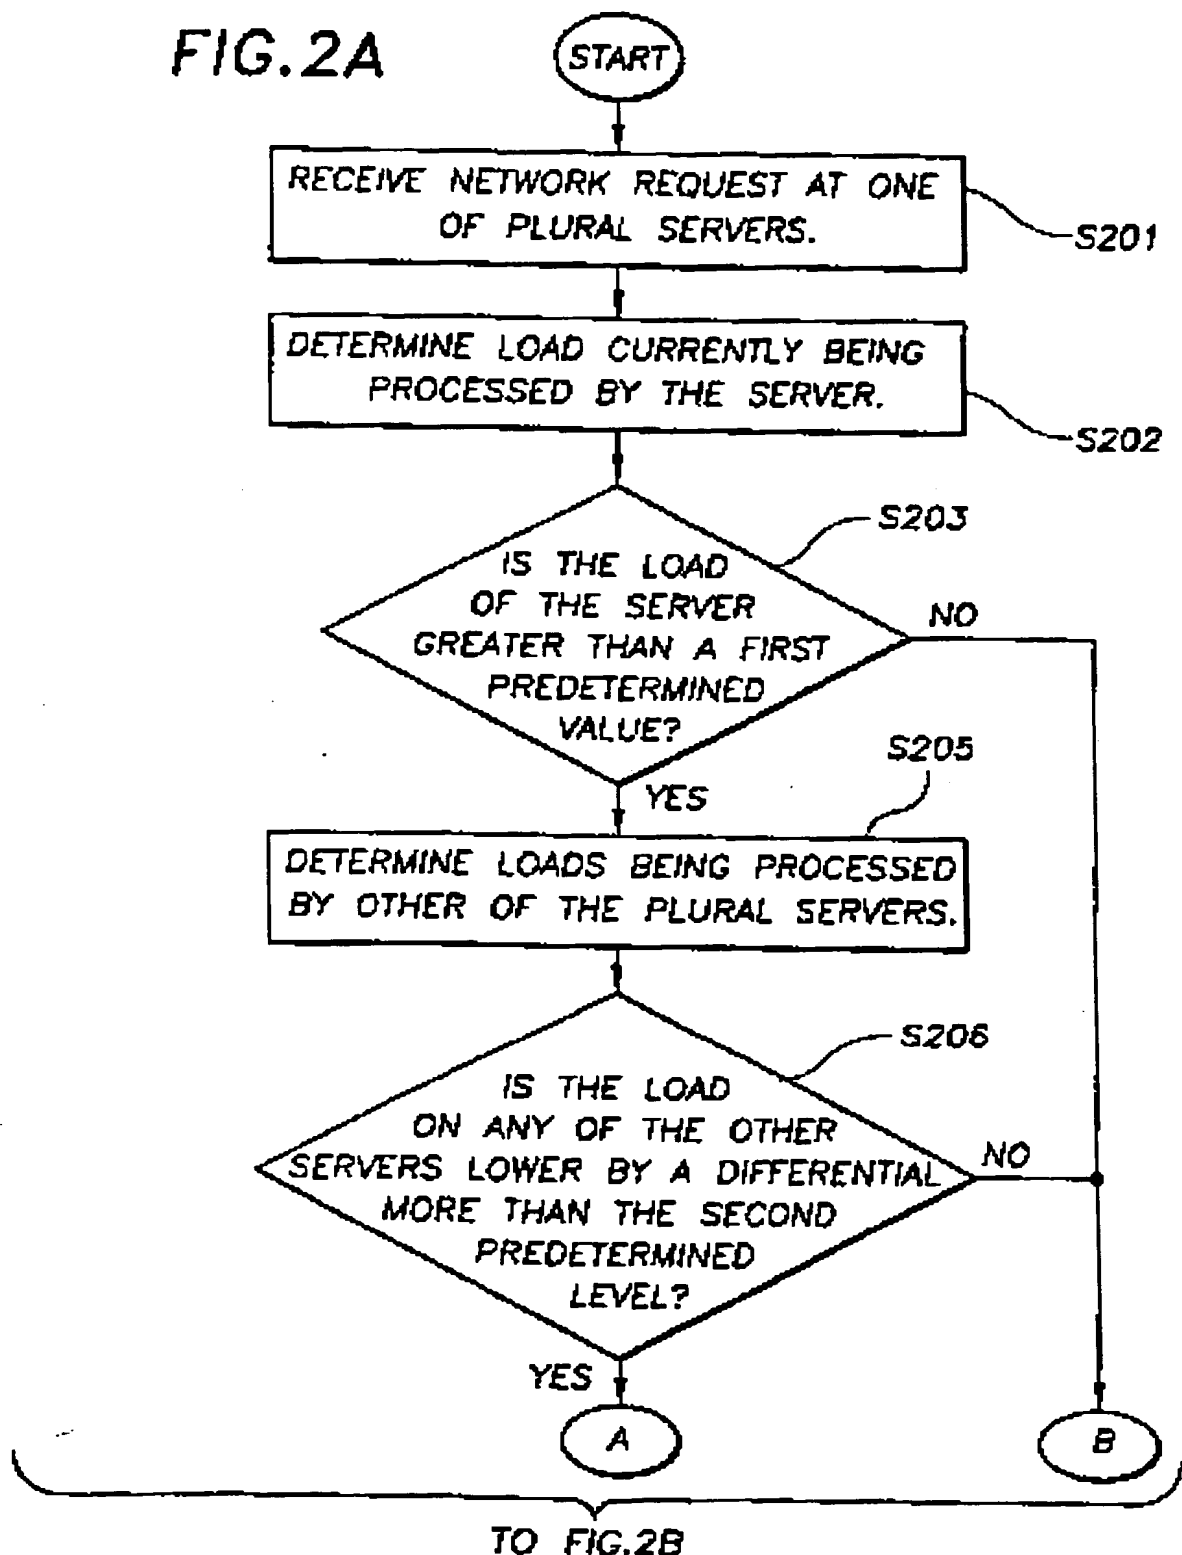 FIG.2A
START
RECEIVE NETWORK REQUEST AT ONE
OF PLURAL SERVERS.
S201
DETERMINE LOAD CURRENTLY BEING
PROCESSED BY THE SERVER.
S202
S203
IS THE LOAD
OF THE SERVER
GREATER THAN A FIRST
PREDETERMINED
VALUE?
NO
YES
S205
DETERMINE LOADS BEING PROCESSED
BY OTHER OF THE PLURAL SERVERS.
S206
IS THE LOAD
ON ANY OF THE OTHER
SERVERS LOWER BY A DIFFERENTIAL
MORE THAN THE SECOND
PREDETERMINED
LEVEL?
NO
YES
A
B
TO FIG.2B